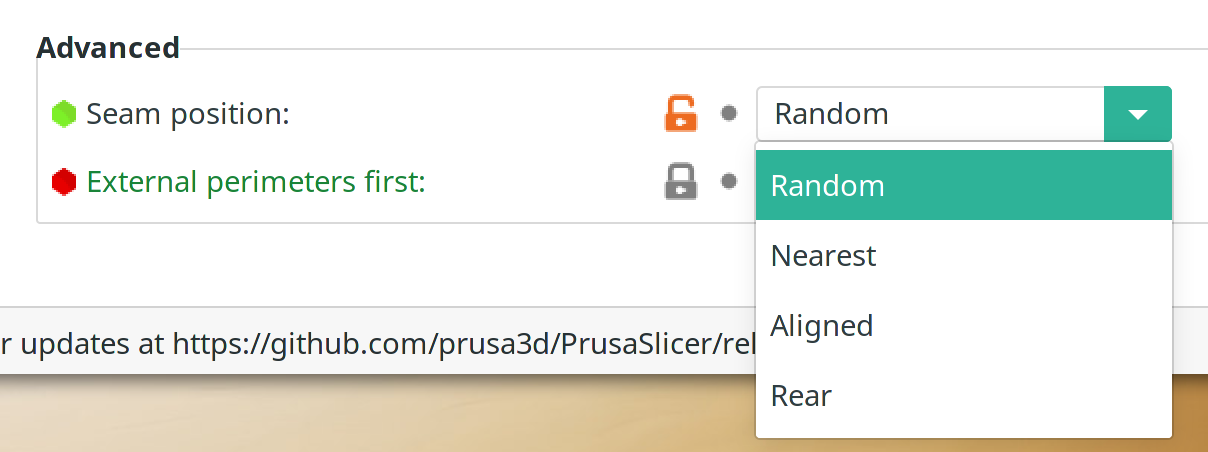 Advanced
Seam position:
Random
External perimeters first:
Random
Nearest
Aligned
Rear
updates at https://github.com/prusa3d/PrusaSlicer/rel